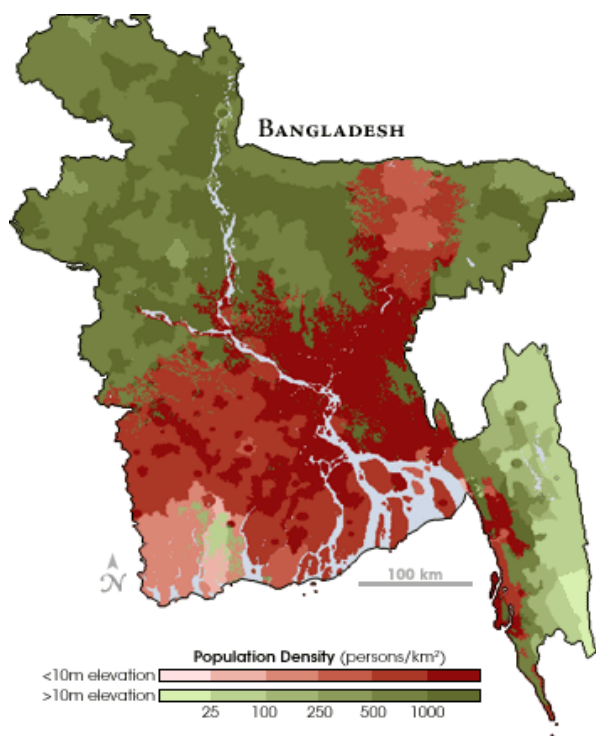 BANGLADESH
N
100 km
Population Density (persons/km²)
<10m elevation
>10m elevation
25 100 250 500 1000